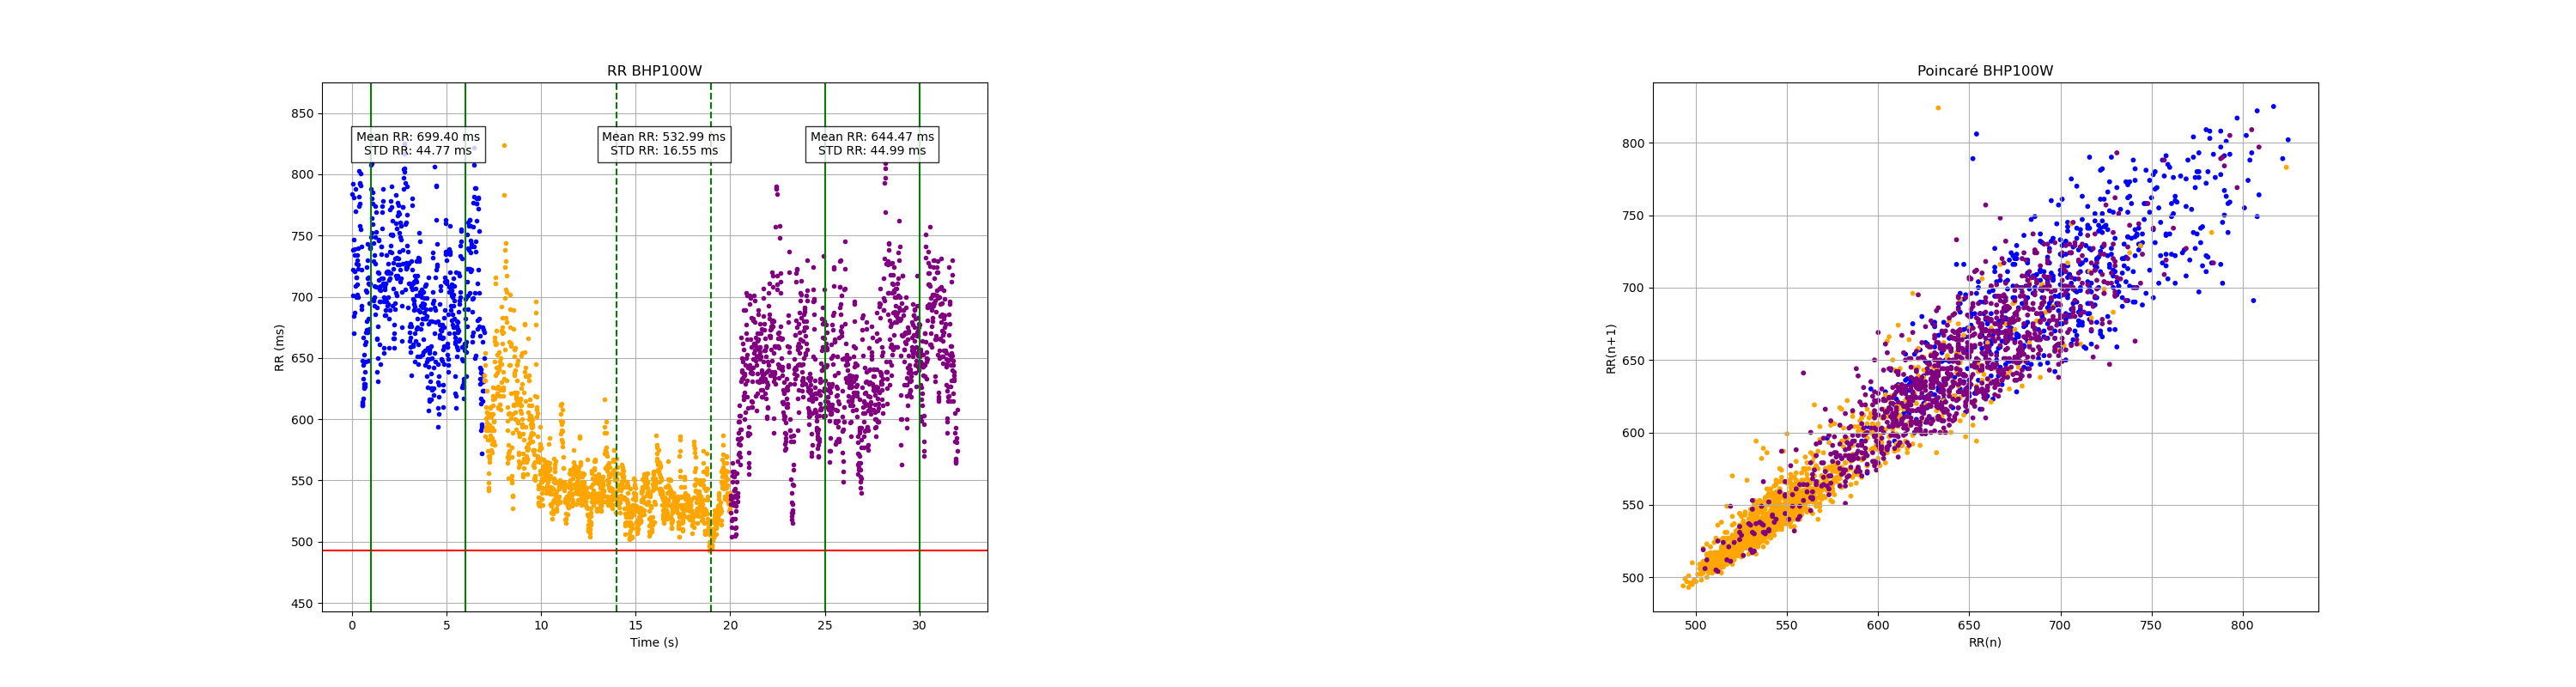 RR BHP100W
RR (ms)
850
800
750
700
650
600
550
500
450
Mean RR: 699.40 ms
STD RR: 44.77 ms
Mean RR: 532.99 ms
STD RR: 16.55 ms
Mean RR: 644.47 ms
STD RR: 44.99 ms
0 5 10 15 20 25 30
Time (s)
Poincaré BHP100W
RR(n+1)
800
750
700
650
600
550
500
500 550 600 650 700 750 800
RR(n)